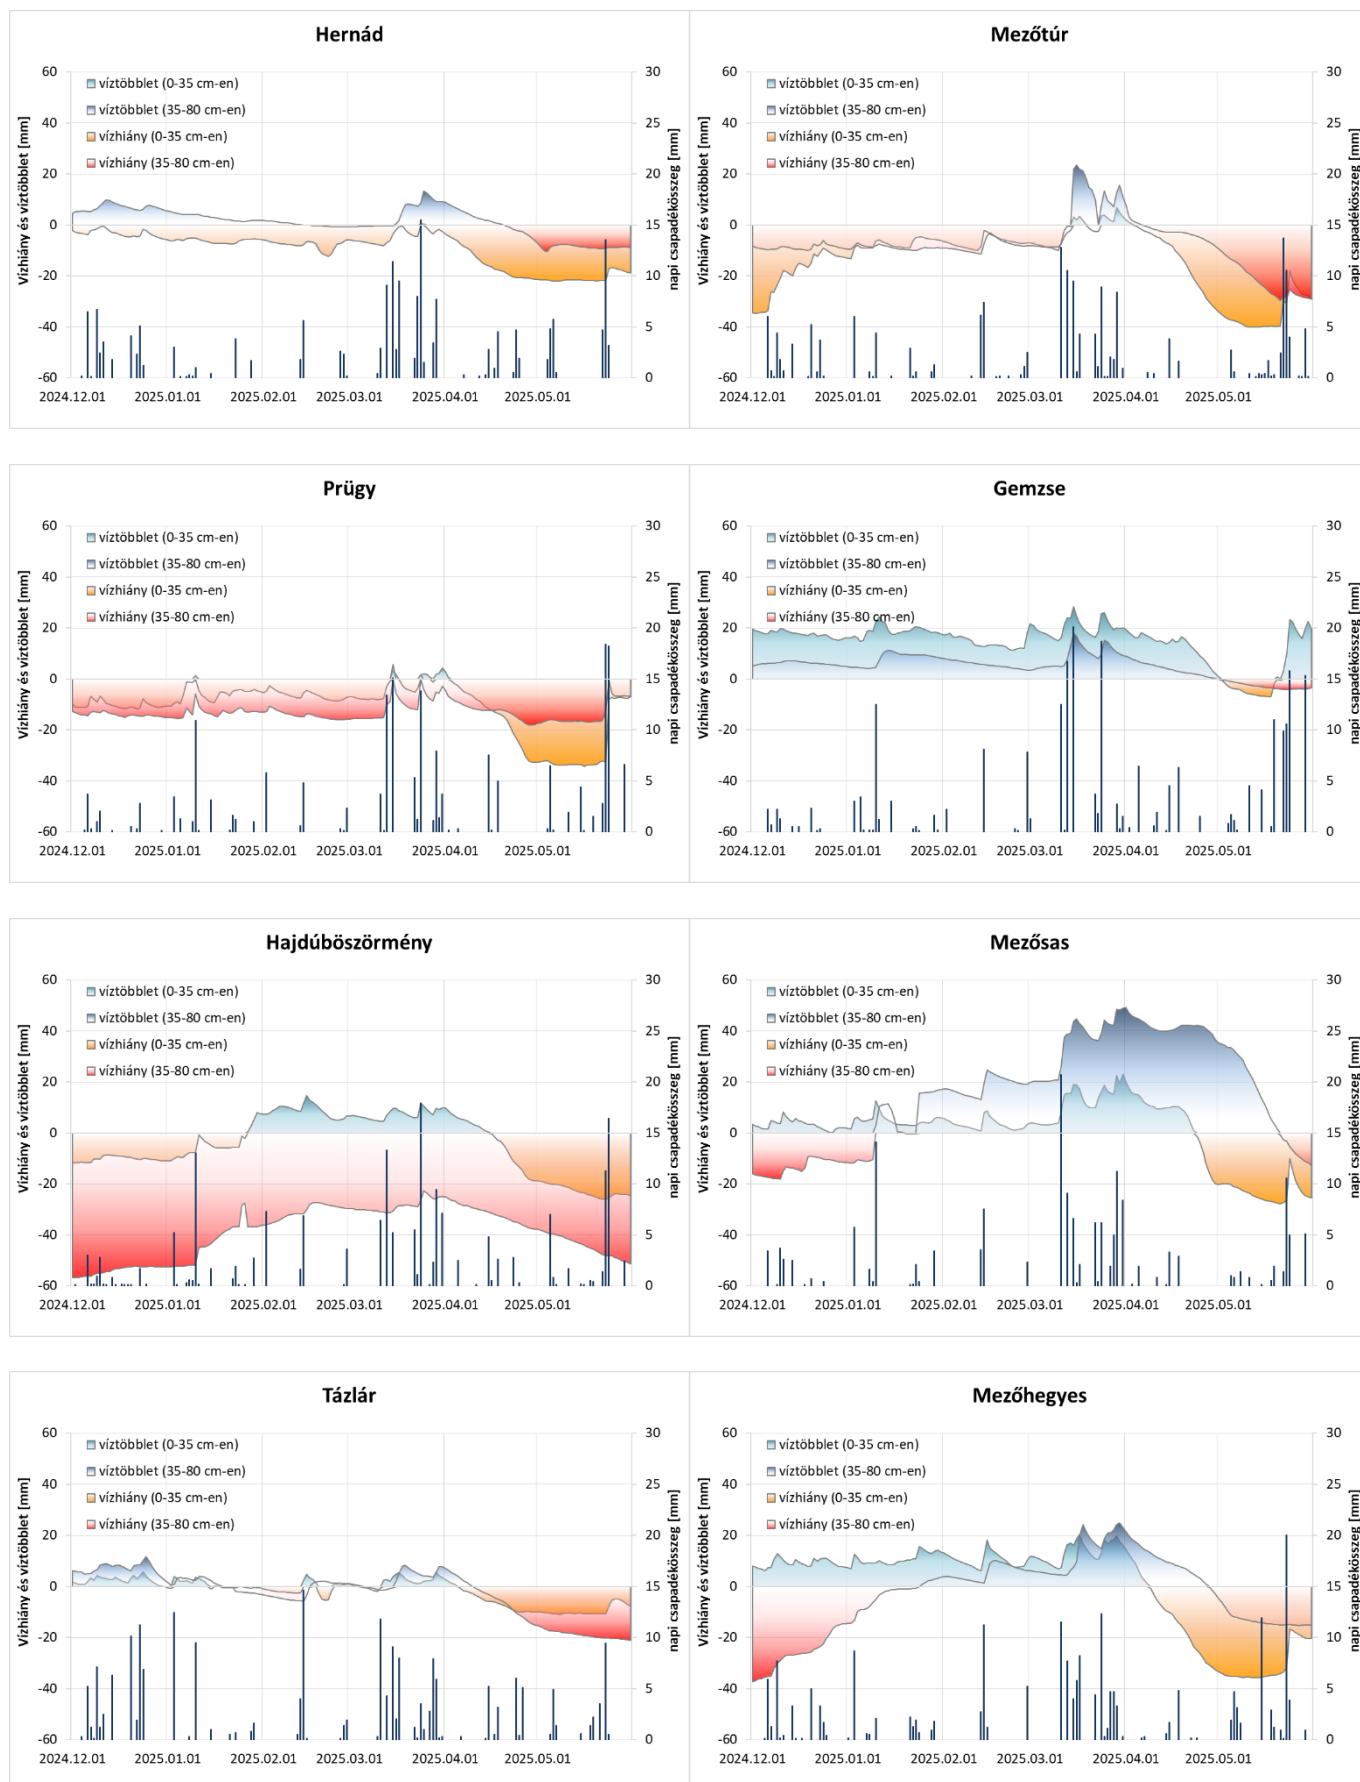 Hernád
víztöbblet (0-35 cm-en)
víztöbblet (35-80 cm-en)
vízhiány (0-35 cm-en)
vízhiány (35-80 cm-en)
Vízhiány és víztöbblet [mm]
napi csapadékösszeg [mm]
60
40
20
0
-20
-40
-60
30
25
20
15
10
5
0
2024.12.01 2025.01.01 2025.02.01 2025.03.01 2025.04.01 2025.05.01
Mezőtúr
víztöbblet (0-35 cm-en)
víztöbblet (35-80 cm-en)
vízhiány (0-35 cm-en)
vízhiány (35-80 cm-en)
Vízhiány és víztöbblet [mm]
napi csapadékösszeg [mm]
60
40
20
0
-20
-40
-60
30
25
20
15
10
5
0
2024.12.01 2025.01.01 2025.02.01 2025.03.01 2025.04.01 2025.05.01
Prügy
víztöbblet (0-35 cm-en)
víztöbblet (35-80 cm-en)
vízhiány (0-35 cm-en)
vízhiány (35-80 cm-en)
Vízhiány és víztöbblet [mm]
napi csapadékösszeg [mm]
60
40
20
0
-20
-40
-60
30
25
20
15
10
5
0
2024.12.01 2025.01.01 2025.02.01 2025.03.01 2025.04.01 2025.05.01
Gemzse
víztöbblet (0-35 cm-en)
víztöbblet (35-80 cm-en)
vízhiány (0-35 cm-en)
vízhiány (35-80 cm-en)
Vízhiány és víztöbblet [mm]
napi csapadékösszeg [mm]
60
40
20
0
-20
-40
-60
30
25
20
15
10
5
0
2024.12.01 2025.01.01 2025.02.01 2025.03.01 2025.04.01 2025.05.01
Hajdúböszörmény
víztöbblet (0-35 cm-en)
víztöbblet (35-80 cm-en)
vízhiány (0-35 cm-en)
vízhiány (35-80 cm-en)
Vízhiány és víztöbblet [mm]
napi csapadékösszeg [mm]
60
40
20
0
-20
-40
-60
30
25
20
15
10
5
0
2024.12.01 2025.01.01 2025.02.01 2025.03.01 2025.04.01 2025.05.01
Mezősas
víztöbblet (0-35 cm-en)
víztöbblet (35-80 cm-en)
vízhiány (0-35 cm-en)
vízhiány (35-80 cm-en)
Vízhiány és víztöbblet [mm]
napi csapadékösszeg [mm]
60
40
20
0
-20
-40
-60
30
25
20
15
10
5
0
2024.12.01 2025.01.01 2025.02.01 2025.03.01 2025.04.01 2025.05.01
Tázlár
víztöbblet (0-35 cm-en)
víztöbblet (35-80 cm-en)
vízhiány (0-35 cm-en)
vízhiány (35-80 cm-en)
Vízhiány és víztöbblet [mm]
napi csapadékösszeg [mm]
60
40
20
0
-20
-40
-60
30
25
20
15
10
5
0
2024.12.01 2025.01.01 2025.02.01 2025.03.01 2025.04.01 2025.05.01
Mezőhegyes
víztöbblet (0-35 cm-en)
víztöbblet (35-80 cm-en)
vízhiány (0-35 cm-en)
vízhiány (35-80 cm-en)
Vízhiány és víztöbblet [mm]
napi csapadékösszeg [mm]
60
40
20
0
-20
-40
-60
30
25
20
15
10
5
0
2024.12.01 2025.01.01 2025.02.01 2025.03.01 2025.04.01 2025.05.01